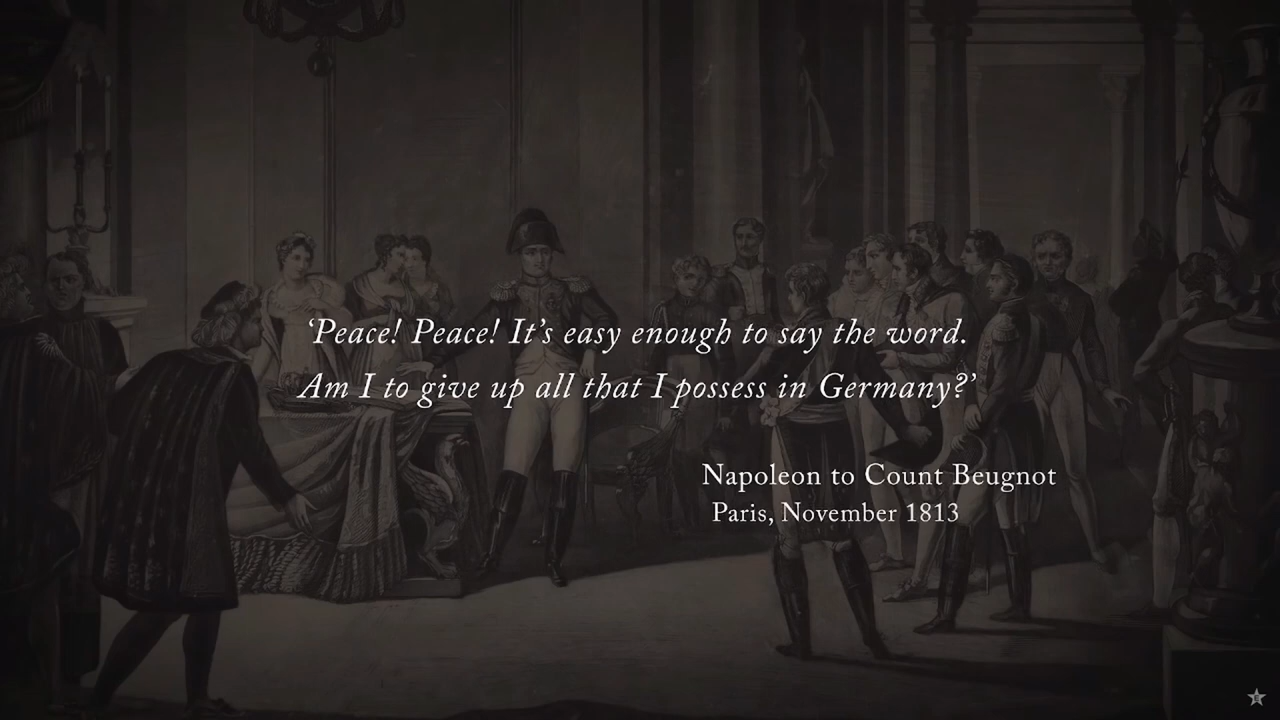 ‘Peace! Peace! It’s easy enough to say the word.
Am I to give up all that I possess in Germany?’
Napoleon to Count Beugnot
Paris, November 1813